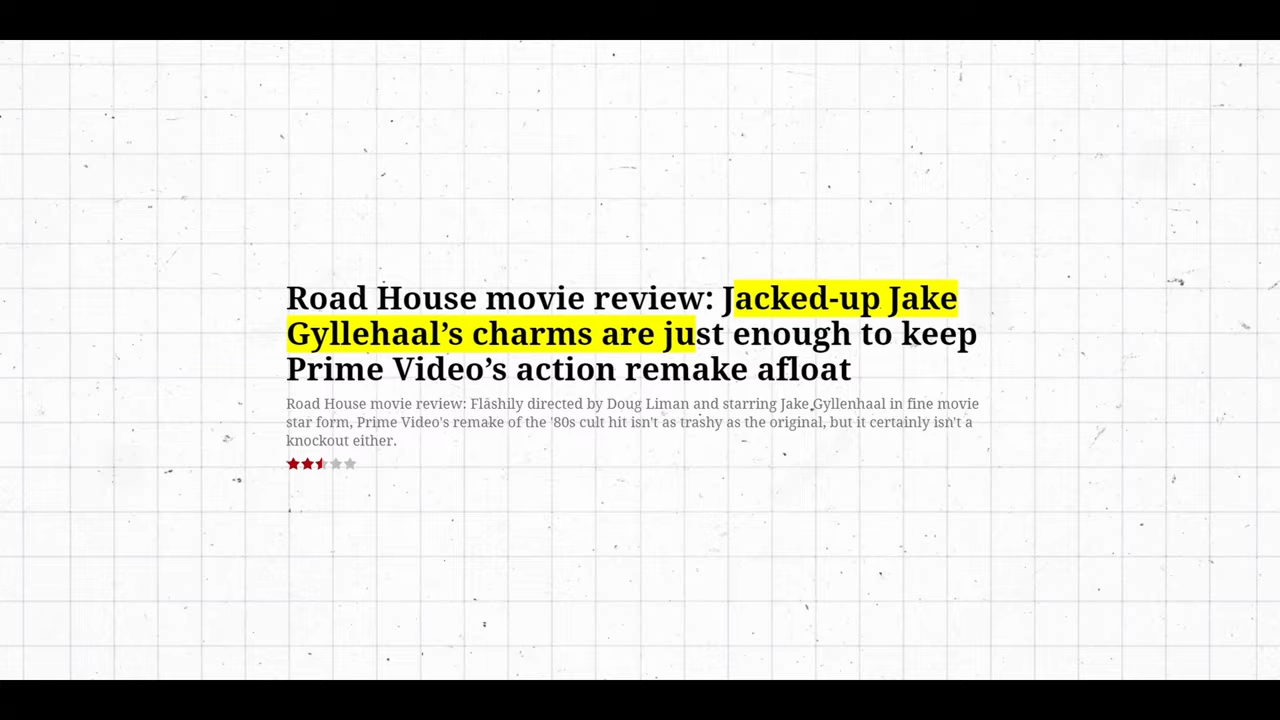 Road House movie review: Jacked-up Jake
Gyllehaal’s charms are just enough to keep
Prime Video’s action remake afloat
Road House movie review: Flashily directed by Doug Liman and starring Jake Gyllenhaal in fine movie
star form, Prime Video's remake of the '80s cult hit isn't as trashy as the original, but it certainly isn't a
knockout either.